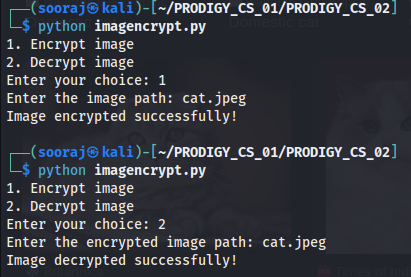 ┌──(sooraj㉿kali)-[~/PRODIGY_CS_01/PRODIGY_CS_02]
└─$ python imagencrypt.py
1. Encrypt image
2. Decrypt image
Enter your choice: 1
Enter the image path: cat.jpeg
Image encrypted successfully!
┌──(sooraj㉿kali)-[~/PRODIGY_CS_01/PRODIGY_CS_02]
└─$ python imagencrypt.py
1. Encrypt image
2. Decrypt image
Enter your choice: 2
Enter the encrypted image path: cat.jpeg
Image decrypted successfully!